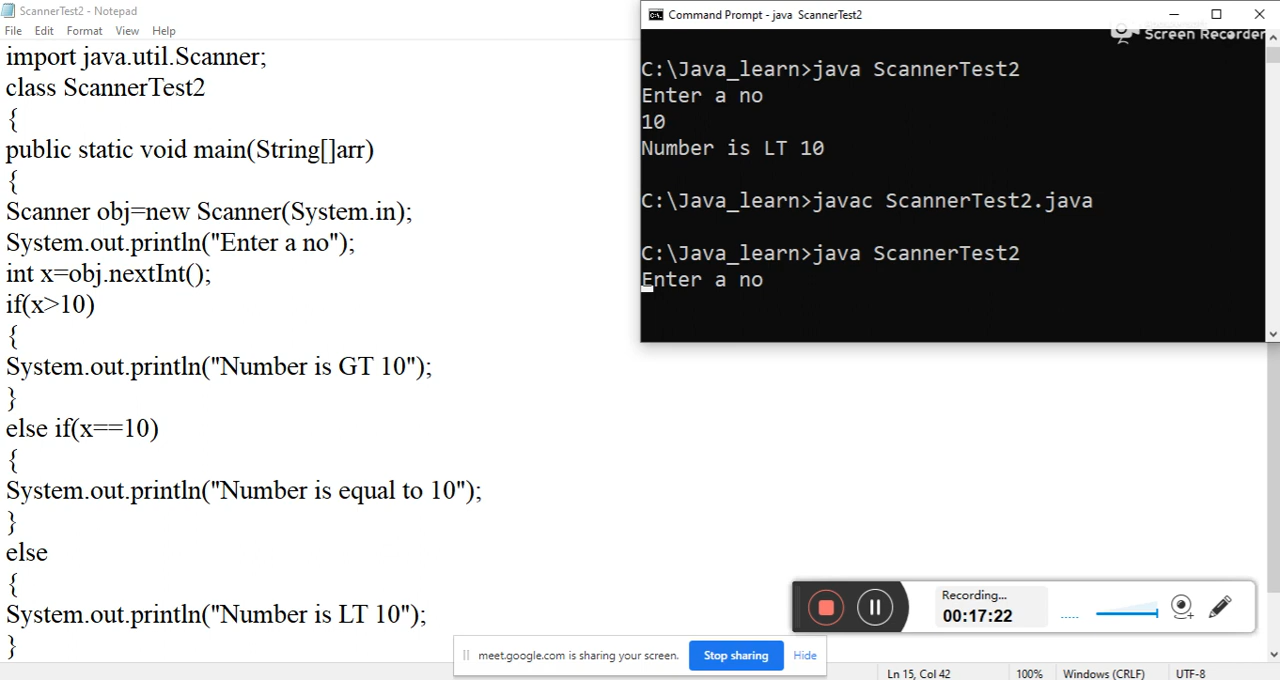 ScannerTest2 - Notepad
File Edit Format View Help
import java.util.Scanner;
class ScannerTest2
{
public static void main(String[]arr)
{
Scanner obj=new Scanner(System.in);
System.out.println("Enter a no");
int x=obj.nextInt();
if(x>10)
{
System.out.println("Number is GT 10");
}
else if(x==10)
{
System.out.println("Number is equal to 10");
}
else
{
System.out.println("Number is LT 10");
}
Command Prompt - java ScannerTest2
Screen Recorder
C:\Java_learn>java ScannerTest2
Enter a no
10
Number is LT 10
C:\Java_learn>javac ScannerTest2.java
C:\Java_learn>java ScannerTest2
Enter a no
Recording...
00:17:22
meet.google.com is sharing your screen. Stop sharing Hide
Ln 15, Col 42 100% Windows (CRLF) UTF-8